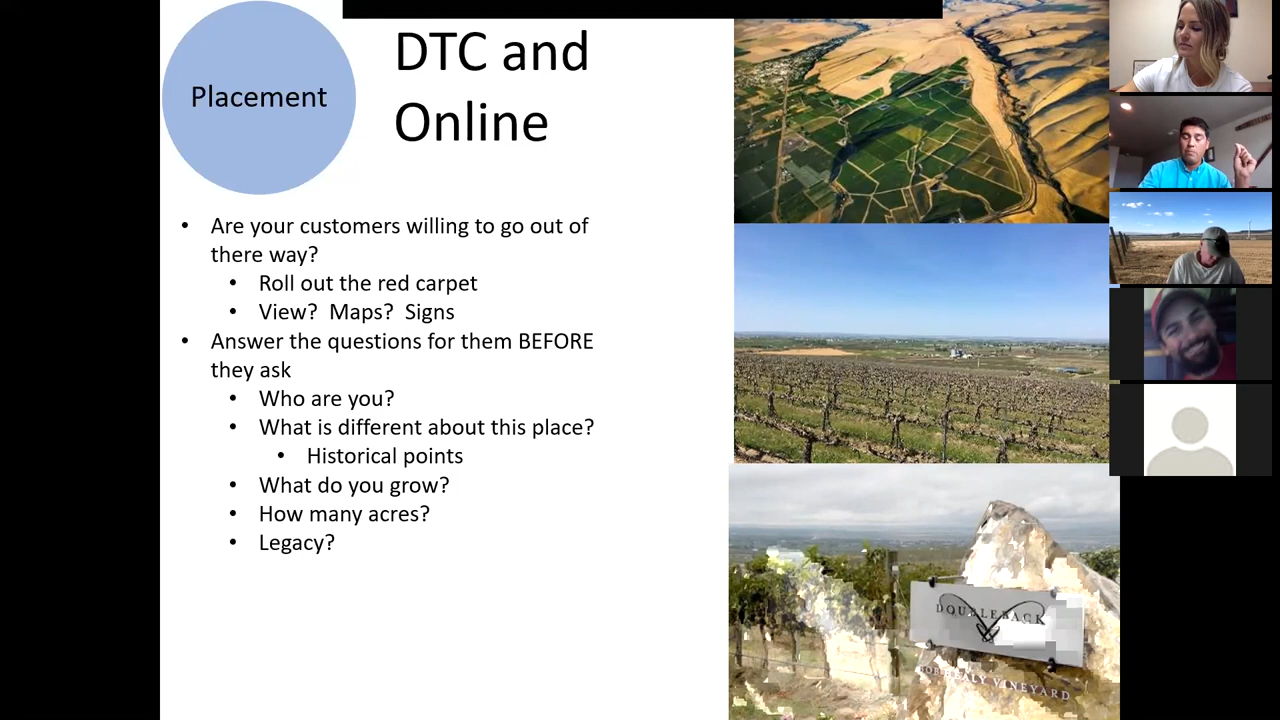 Placement
DTC and
Online
• Are your customers willing to go out of
there way?
• Roll out the red carpet
• View? Maps? Signs
• Answer the questions for them BEFORE
they ask
• Who are you?
• What is different about this place?
• Historical points
• What do you grow?
• How many acres?
• Legacy?
DOUBLEBACK
HEALY VINEYARD